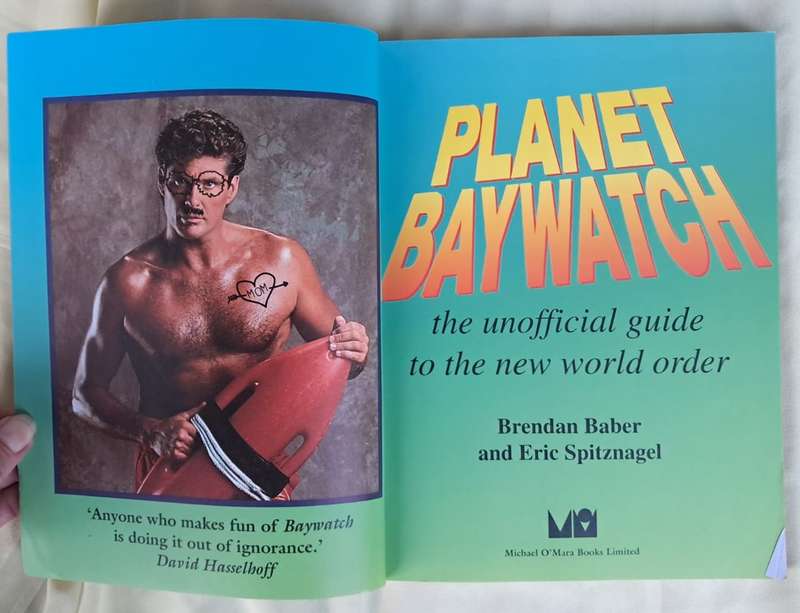 MOM
‘Anyone who makes fun of Baywatch
is doing it out of ignorance.’
David Hasselhoff
PLANET
BAYWATCH
the unofficial guide
to the new world order
Brendan Baber
and Eric Spitznagel
Michael O'Mara Books Limited